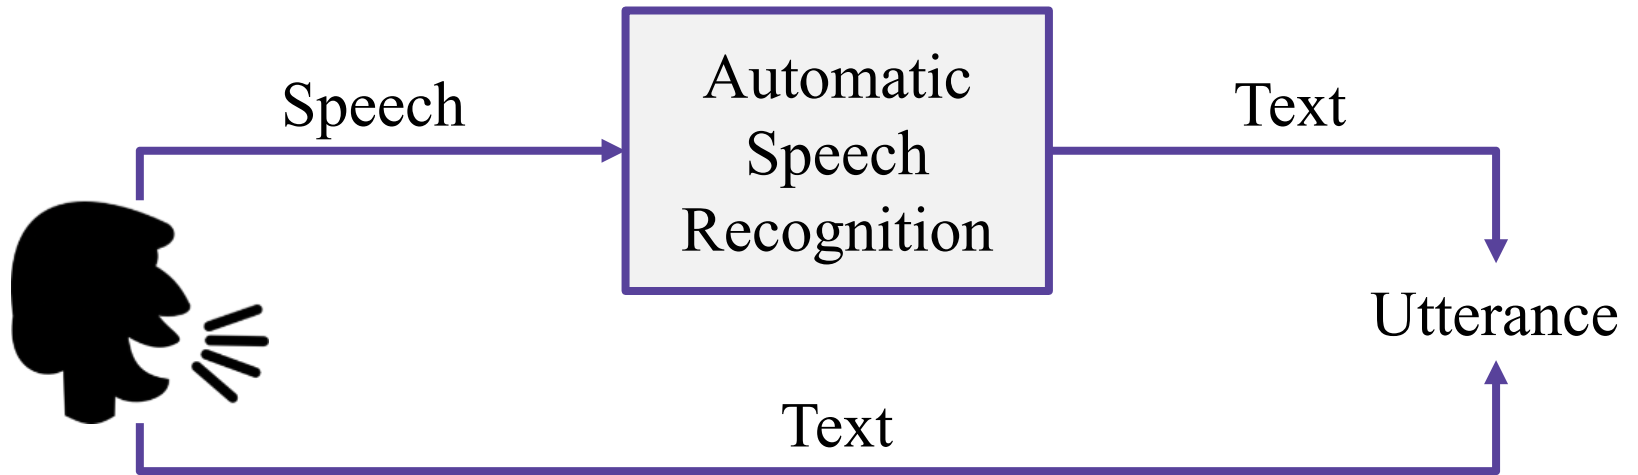 Speech
Automatic
Speech
Recognition
Text
Utterance
Text